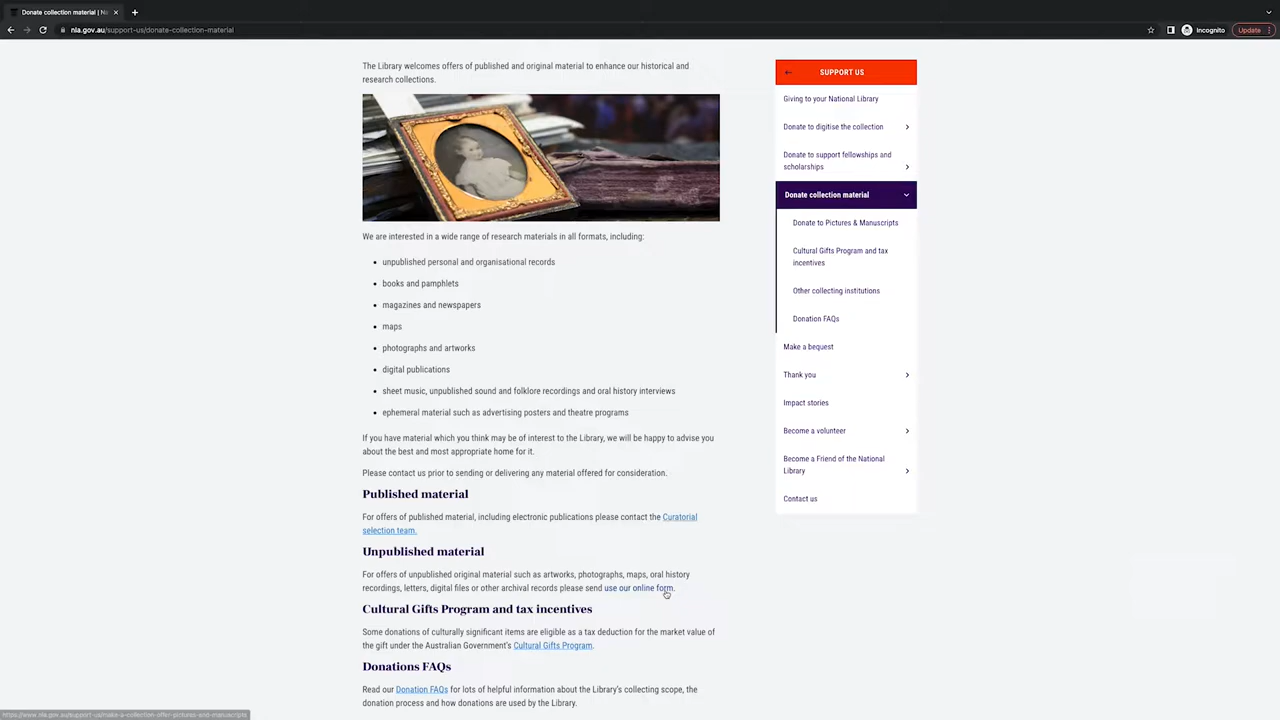 Donate collection material | Na
nla.gov.au/support-us/donate-collection-material
Incognito
Update
The Library welcomes offers of published and original material to enhance our historical and
research collections.
We are interested in a wide range of research materials in all formats, including:
unpublished personal and organisational records
books and pamphlets
magazines and newspapers
maps
photographs and artworks
digital publications
sheet music, unpublished sound and folklore recordings and oral history interviews
ephemeral material such as advertising posters and theatre programs
If you have material which you think may be of interest to the Library, we will be happy to advise you
about the best and most appropriate home for it.
Please contact us prior to sending or delivering any material offered for consideration.
Published material
For offers of published material, including electronic publications please contact the Curatorial
selection team.
Unpublished material
For offers of unpublished original material such as artworks, photographs, maps, oral history
recordings, letters, digital files or other archival records please send use our online form.
Cultural Gifts Program and tax incentives
Some donations of culturally significant items are eligible as a tax deduction for the market value of
the gift under the Australian Government's Cultural Gifts Program.
Donations FAQs
Read our Donation FAQs for lots of helpful information about the Library's collecting scope, the
donation process and how donations are used by the Library.
SUPPORT US
Giving to your National Library
Donate to digitise the collection
Donate to support fellowships and
scholarships
Donate collection material
Donate to Pictures & Manuscripts
Cultural Gifts Program and tax
incentives
Other collecting institutions
Donation FAQs
Make a bequest
Thank you
Impact stories
Become a volunteer
Become a Friend of the National
Library
Contact us
https://www.nla.gov.au/support-us/make-a-collection-offer-pictures-and-manuscripts